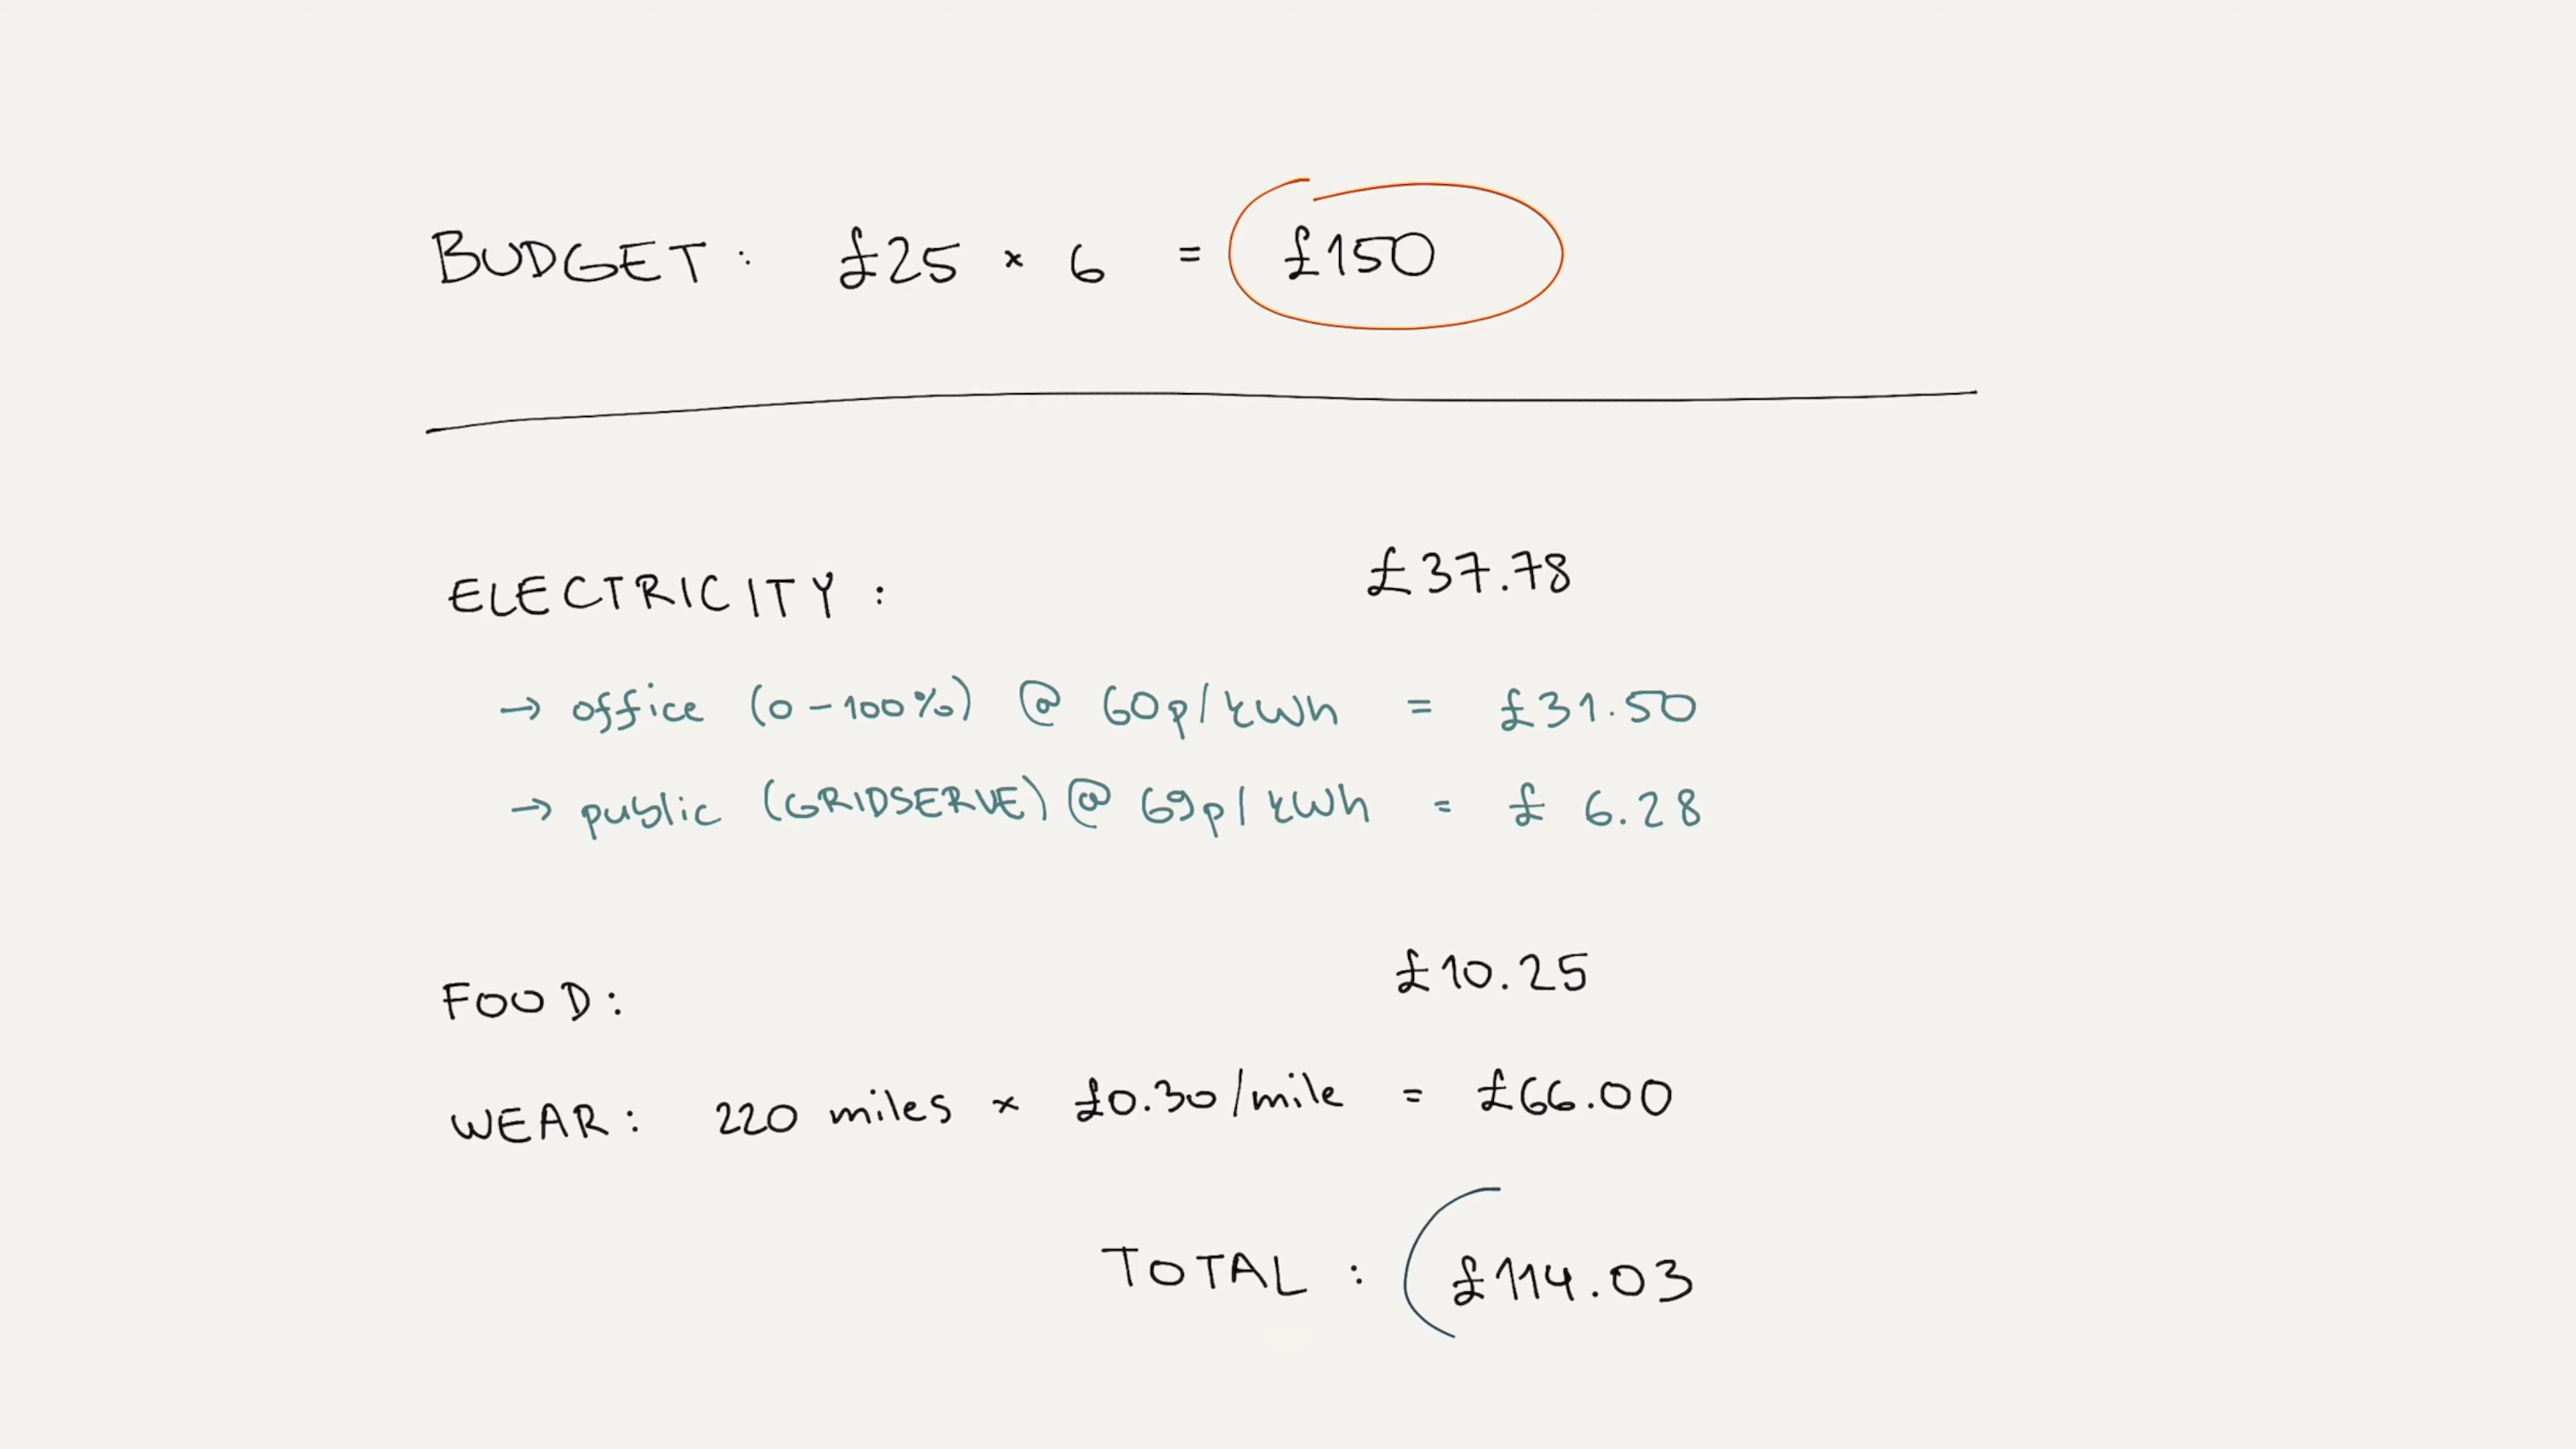 BUDGET: £25 × 6 = £150
ELECTRICITY: £37.78
→ office (0-100%) @ 60p/kWh = £31.50
→ public (GRIDSERVE) @ 69p/kWh = £ 6.28
FOOD: £10.25
WEAR: 220 miles × £0.30/mile = £66.00
TOTAL: £114.03